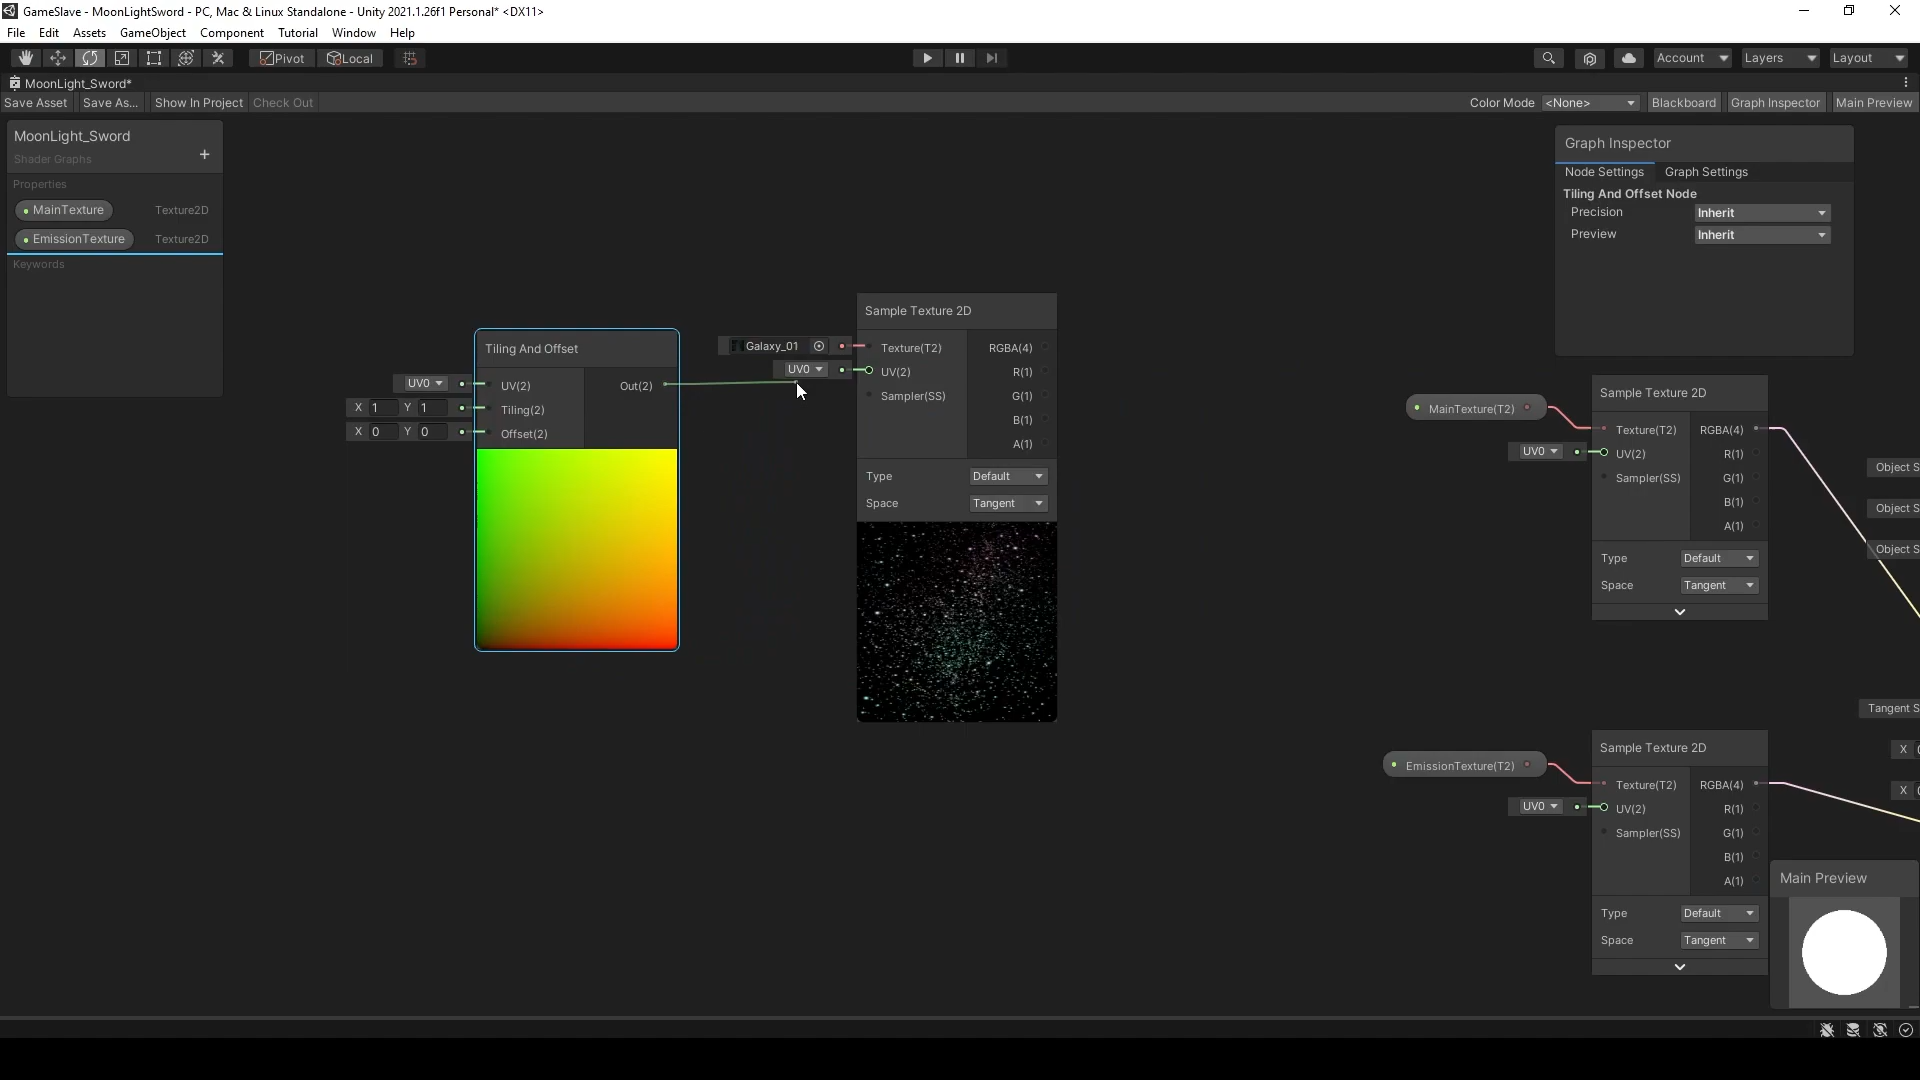 GameSlave - MoonLightSword - PC, Mac & Linux Standalone - Unity 2021.1.26f1 Personal* <DX11>
File Edit Assets GameObject Component Tutorial Window Help
Pivot Local Account Layers Layout
MoonLight_Sword*
Save Asset Save As... Show In Project Check Out Color Mode <None> Blackboard Graph Inspector Main Preview
MoonLight_Sword
Shader Graphs
+
Properties
MainTexture Texture2D
EmissionTexture Texture2D
Keywords
Graph Inspector
Node Settings Graph Settings
Tiling And Offset Node
Precision Inherit
Preview Inherit
Tiling And Offset
UV0 UV(2) Out(2)
X 1 Y 1 Tiling(2)
X 0 Y 0 Offset(2)
Sample Texture 2D
Galaxy_01 Texture(T2) RGBA(4)
UV0 UV(2) R(1)
Sampler(SS) G(1)
B(1)
A(1)
Type Default
Space Tangent
Sample Texture 2D
MainTexture(T2) Texture(T2) RGBA(4)
UV0 UV(2) R(1)
Sampler(SS) G(1)
B(1)
A(1)
Type Default
Space Tangent
Object S
Object S
Object S
Tangent S
X
X
Sample Texture 2D
EmissionTexture(T2) Texture(T2) RGBA(4)
UV0 UV(2) R(1)
Sampler(SS) G(1)
B(1)
A(1)
Type Default
Space Tangent
Main Preview